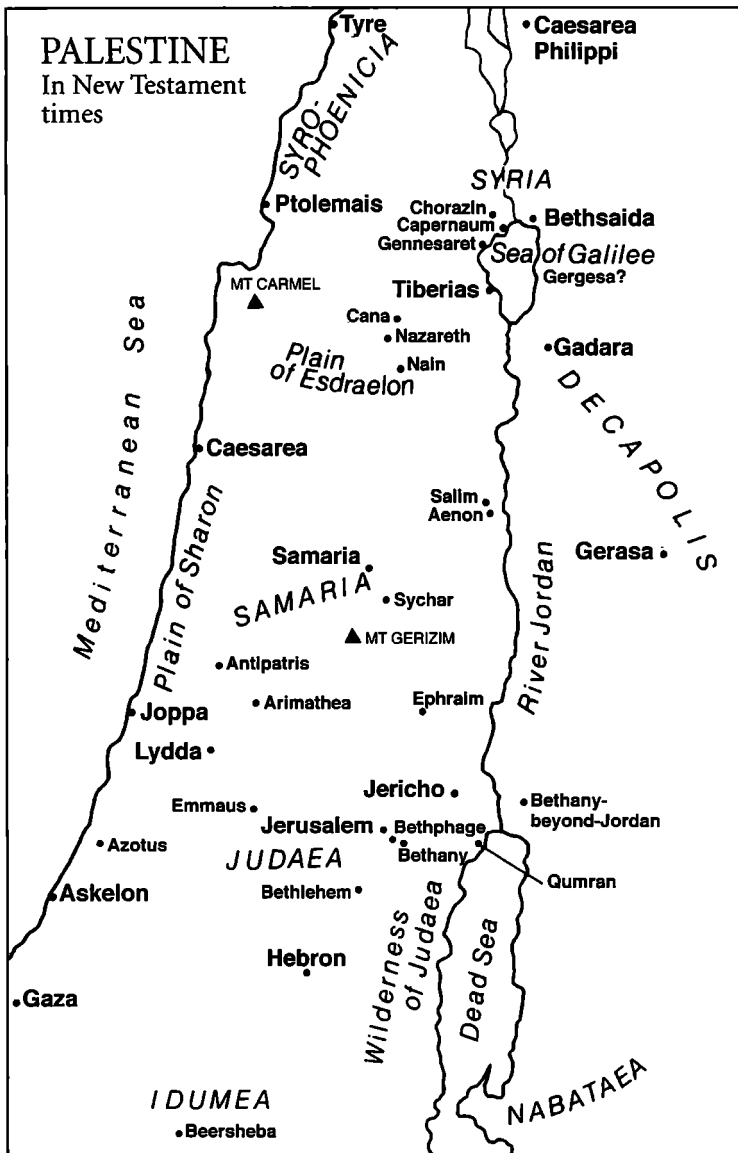 PALESTINE
In New Testament
times
Tyre
Caesarea
Philippi
SYRO-
PHOENICIA
SYRIA
Ptolemais
Chorazin
Capernaum
Gennesaret
Bethsaida
Sea of Galilee
Gergesa?
MT CARMEL
Tiberias
Cana
Nazareth
Nain
Plain
of Esdraelon
Gadara
DECAPOLIS
Mediterranean Sea
Caesarea
Plain of Sharon
Salim
Aenon
Gerasa
Samaria
SAMARIA
Sychar
MT GERIZIM
River Jordan
Antipatris
Arimathea
Ephraim
Joppa
Lydda
Jericho
Emmaus
Bethany-
beyond-Jordan
Jerusalem
Bethphage
Bethany
Azotus
JUDAEA
Qumran
Askelon
Bethlehem
Wilderness
of Judaea
Dead Sea
Hebron
Gaza
IDUMEA
Beersheba
NABATAEA